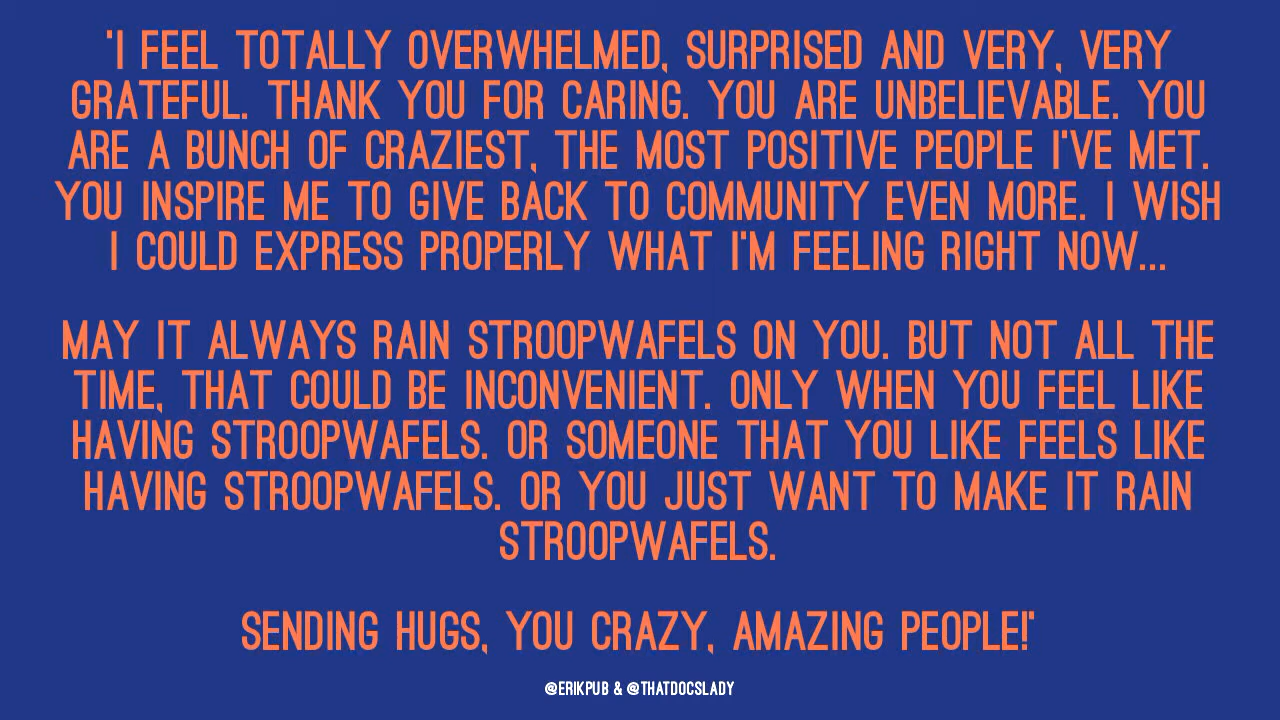 "I FEEL TOTALLY OVERWHELMED, SURPRISED AND VERY, VERY
GRATEFUL. THANK YOU FOR CARING. YOU ARE UNBELIEVABLE. YOU
ARE A BUNCH OF CRAZIEST, THE MOST POSITIVE PEOPLE I"VE MET.
YOU INSPIRE ME TO GIVE BACK TO COMMUNITY EVEN MORE. I WISH
I COULD EXPRESS PROPERLY WHAT I'M FEELING RIGHT NOW...
MAY IT ALWAYS RAIN STROOPWAFELS ON YOU. BUT NOT ALL THE
TIME, THAT COULD BE INCONVENIENT. ONLY WHEN YOU FEEL LIKE
HAVING STROOPWAFELS. OR SOMEONE THAT YOU LIKE FEELS LIKE
HAVING STROOPWAFELS. OR YOU JUST WANT TO MAKE IT RAIN
STROOPWAFELS.
SENDING HUGS, YOU CRAZY, AMAZING PEOPLE!"
@ERIKPUB & @THATDOCSLADY